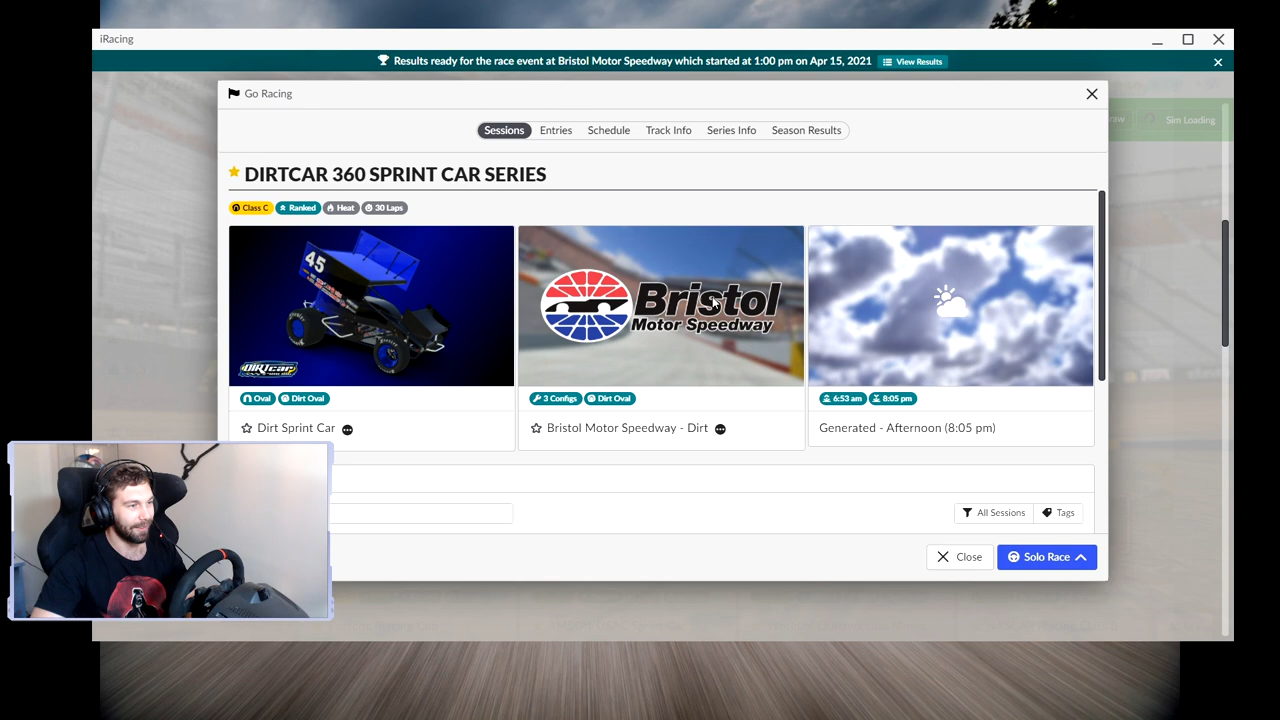 iRacing
Results ready for the race event at Bristol Motor Speedway which started at 1:00 pm on Apr 15, 2021 View Results
Go Racing
Sim Loading
Sessions Entries Schedule Track Info Series Info Season Results
DIRTCAR 360 SPRINT CAR SERIES
Class C Ranked Heat 30 Laps
45
Bristol
Motor Speedway
DIRTcar
Oval Dirt Oval 3 Configs Dirt Oval 6:53 am 8:05 pm
Dirt Sprint Car Bristol Motor Speedway - Dirt Generated - Afternoon (8:05 pm)
All Sessions Tags
Close Solo Race